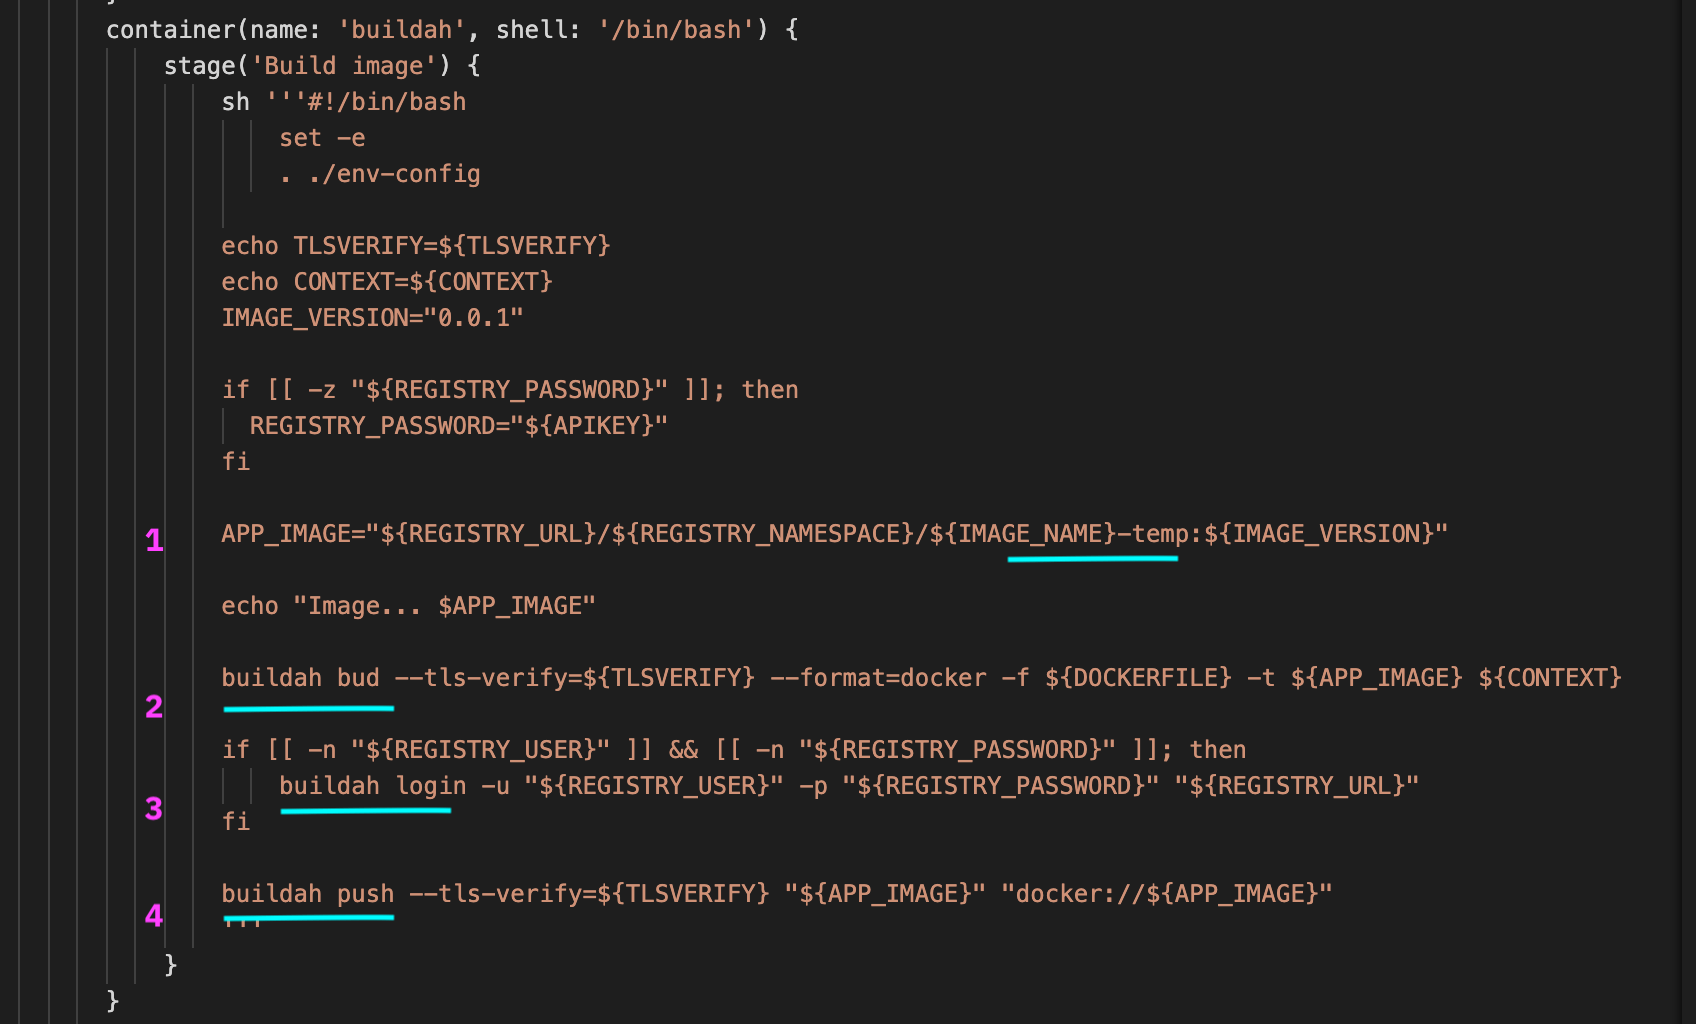 container(name: 'buildah', shell: '/bin/bash') {
stage('Build image') {
sh '''#!/bin/bash
set -e
. ./env-config
echo TLSVERIFY=${TLSVERIFY}
echo CONTEXT=${CONTEXT}
IMAGE_VERSION="0.0.1"
if [[ -z "${REGISTRY_PASSWORD}" ]]; then
REGISTRY_PASSWORD="${APIKEY}"
fi
1 APP_IMAGE="${REGISTRY_URL}/${REGISTRY_NAMESPACE}/${IMAGE_NAME}-temp:${IMAGE_VERSION}"
echo "Image... $APP_IMAGE"
2 buildah bud --tls-verify=${TLSVERIFY} --format=docker -f ${DOCKERFILE} -t ${APP_IMAGE} ${CONTEXT}
if [[ -n "${REGISTRY_USER}" ]] && [[ -n "${REGISTRY_PASSWORD}" ]]; then
3 buildah login -u "${REGISTRY_USER}" -p "${REGISTRY_PASSWORD}" "${REGISTRY_URL}"
fi
4 buildah push --tls-verify=${TLSVERIFY} "${APP_IMAGE}" "docker://${APP_IMAGE}"
'''
}
}